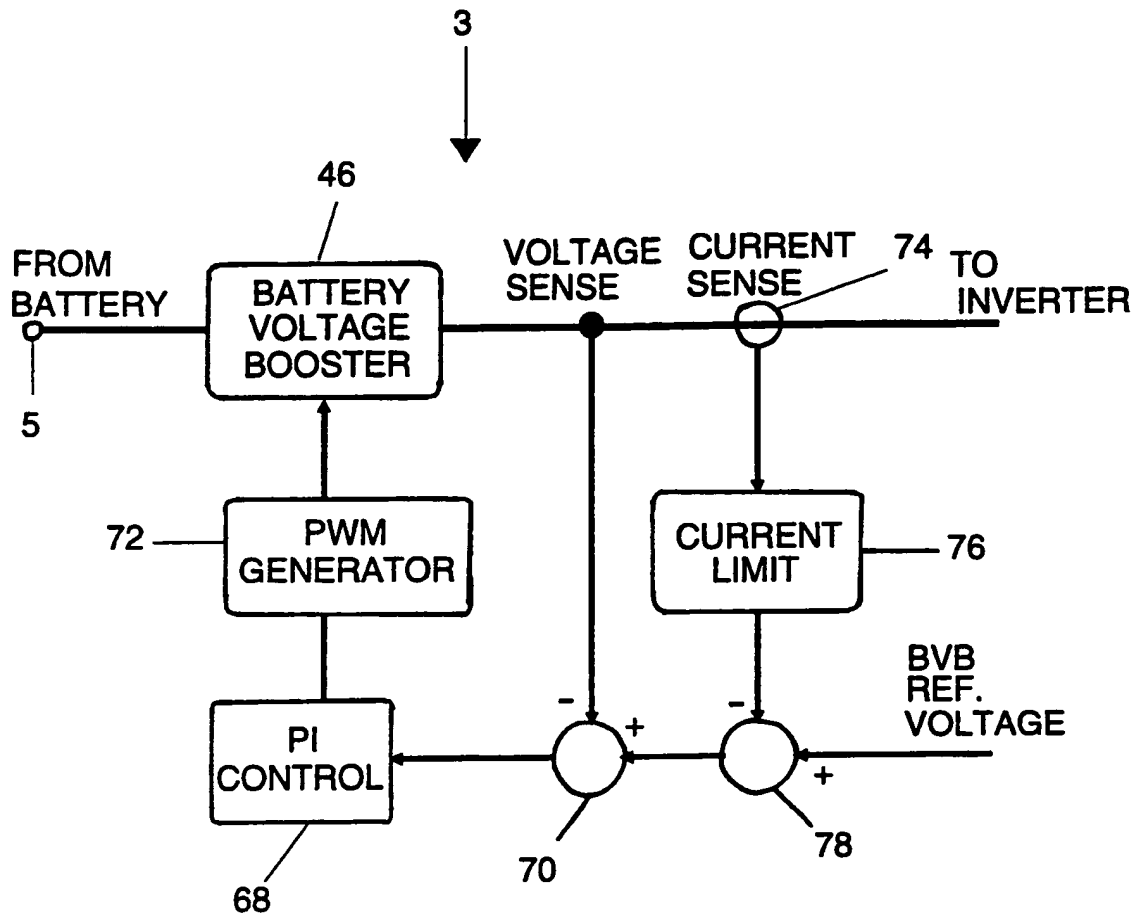 3
46
FROM
BATTERY
5
BATTERY
VOLTAGE
BOOSTER
VOLTAGE
SENSE
CURRENT
SENSE
74
TO
INVERTER
72
PWM
GENERATOR
CURRENT
LIMIT
76
BVB
REF.
VOLTAGE
-
+
-
+
PI
CONTROL
68
70
78